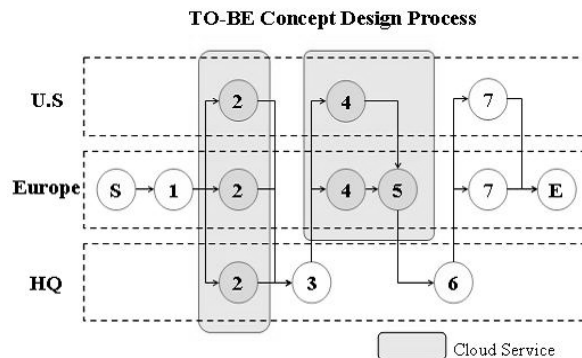 TO-BE Concept Design Process
U.S
2
4
7
Europe
S
1
2
4
5
7
E
HQ
2
3
6
Cloud Service